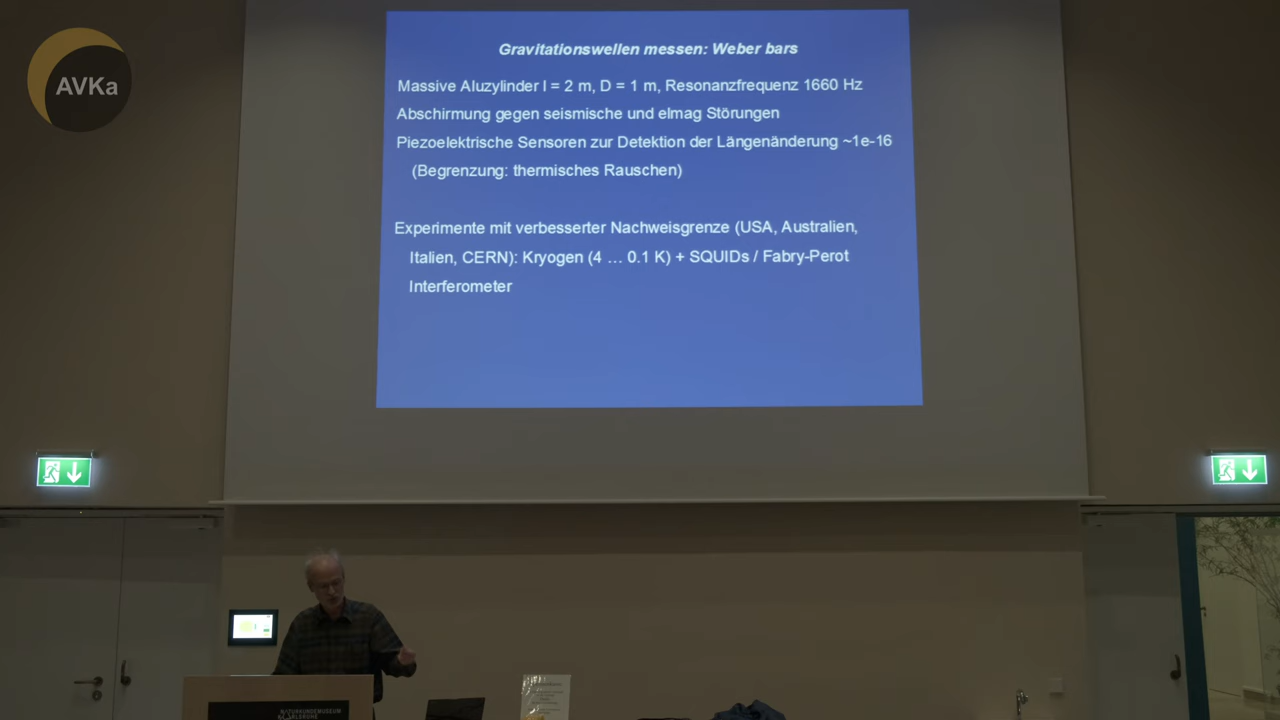 AVKa
Gravitationswellen messen: Weber bars
Massive Aluzylinder l = 2 m, D = 1 m, Resonanzfrequenz 1660 Hz
Abschirmung gegen seismische und elmag Störungen
Piezoelektrische Sensoren zur Detektion der Längenänderung ~1e-16
(Begrenzung: thermisches Rauschen)
Experimente mit verbesserter Nachweisgrenze (USA, Australien,
Italien, CERN): Kryogen (4 … 0.1 K) + SQUIDs / Fabry-Perot
Interferometer
NATURKUNDEMUSEUM
KARLSRUHE